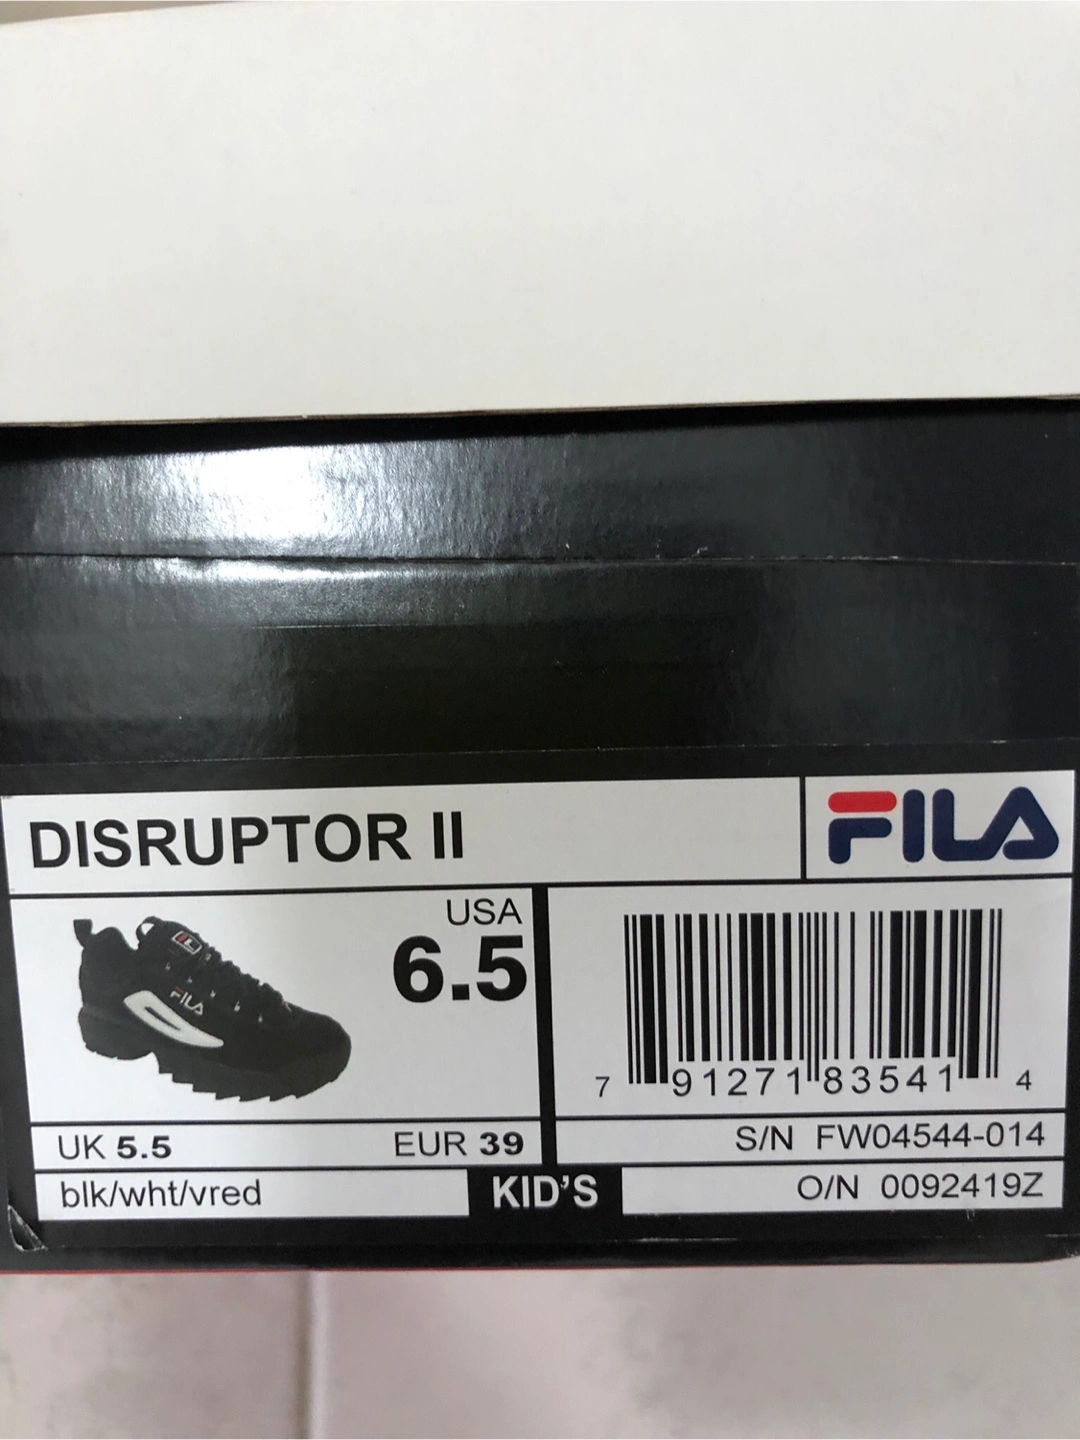 DISRUPTOR II
FILA
USA
6.5
FILA
UK 5.5
EUR 39
7 91271 83541 4
S/N FW04544-014
blk/wht/vred
KID'S
O/N 0092419Z